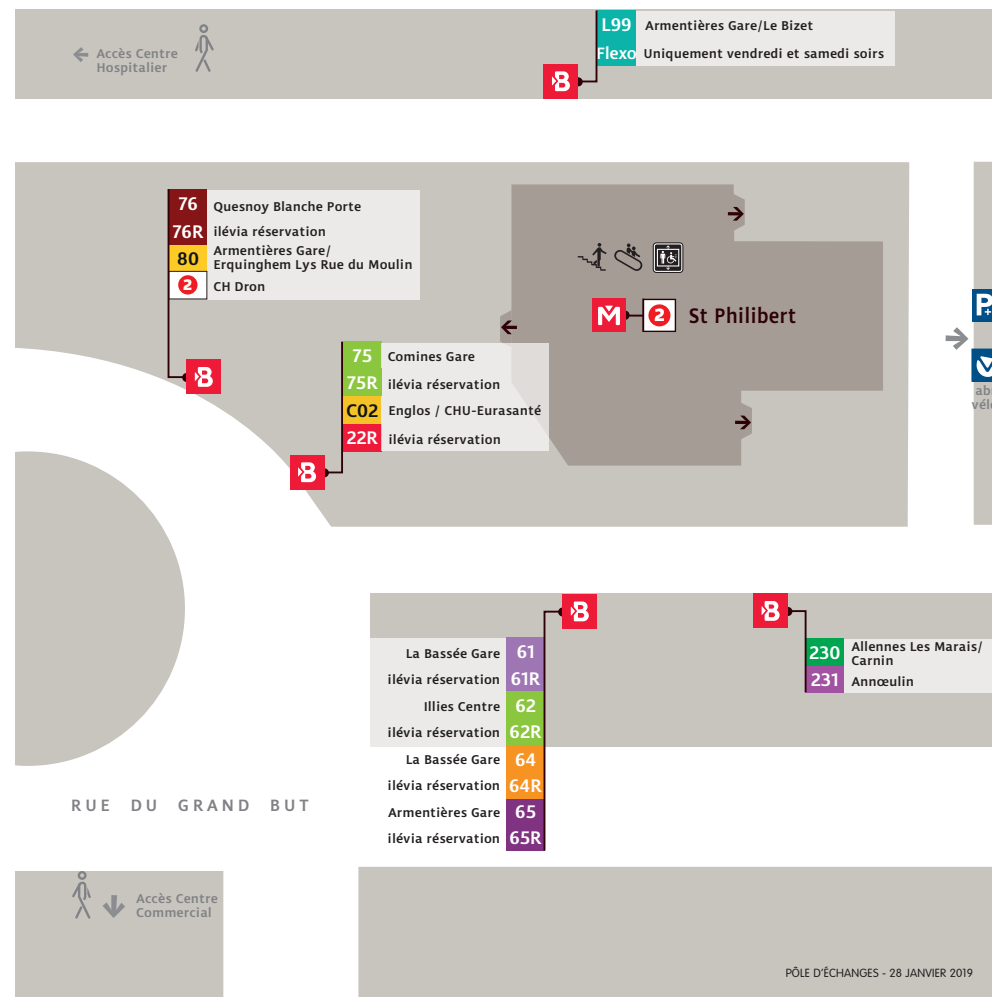 L99 Armentières Gare/Le Bizet
Flexo Uniquement vendredi et samedi soirs
Accès Centre
Hospitalier
B
76 Quesnoy Blanche Porte
76R ilévia réservation
80 Armentières Gare/
Erquinghem Lys Rue du Moulin
2 CH Dron
B
M 2 St Philibert
P+
75 Comines Gare
75R ilévia réservation
C02 Englos / CHU-Eurasanté
22R ilévia réservation
B
B
La Bassée Gare 61
ilévia réservation 61R
Illies Centre 62
ilévia réservation 62R
La Bassée Gare 64
ilévia réservation 64R
Armentières Gare 65
ilévia réservation 65R
B
230 Allennes Les Marais/
Carnin
231 Annœulin
RUE DU GRAND BUT
Accès Centre
Commercial
PÔLE D'ÉCHANGES - 28 JANVIER 2019